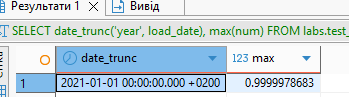 Результати 1
Вивід
SELECT date_trunc('year', load_date), max(num) FROM labs.test_
date_trunc
123 max
1 2021-01-01 00:00:00.000 +0200 0.9999978683